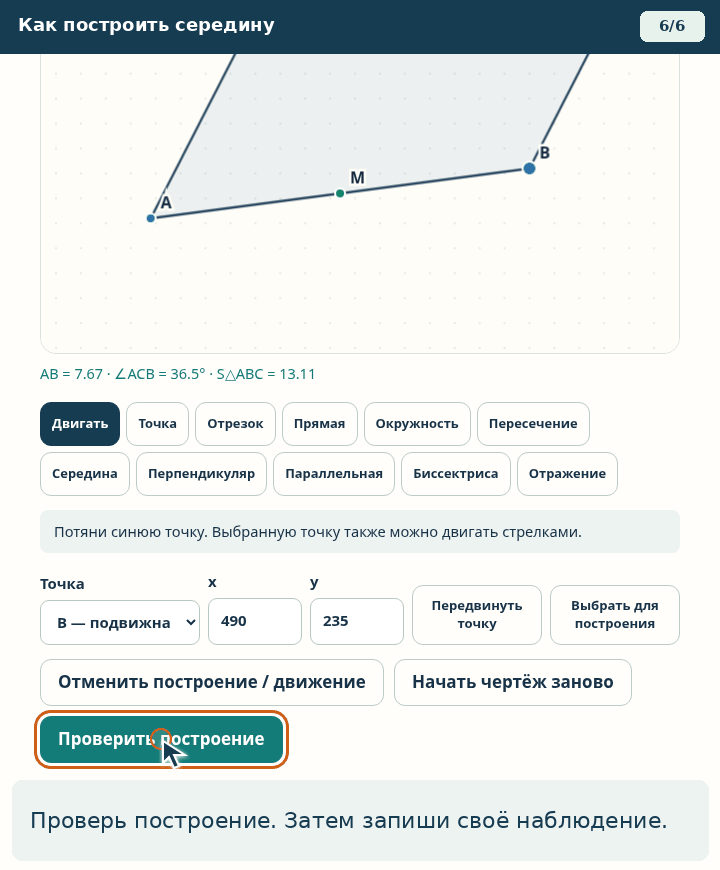 Как построить середину
6/6
B
M
A
AB = 7.67 · ∠ACB = 36.5° · S△ABC = 13.11
Двигать Точка Отрезок Прямая Окружность Пересечение
Середина Перпендикуляр Параллельная Биссектриса Отражение
Потяни синюю точку. Выбранную точку также можно двигать стрелками.
Точка x y
B — подвижна 490 235 Передвинуть точку Выбрать для построения
Отменить построение / движение Начать чертёж заново
Проверить построение
Проверь построение. Затем запиши своё наблюдение.